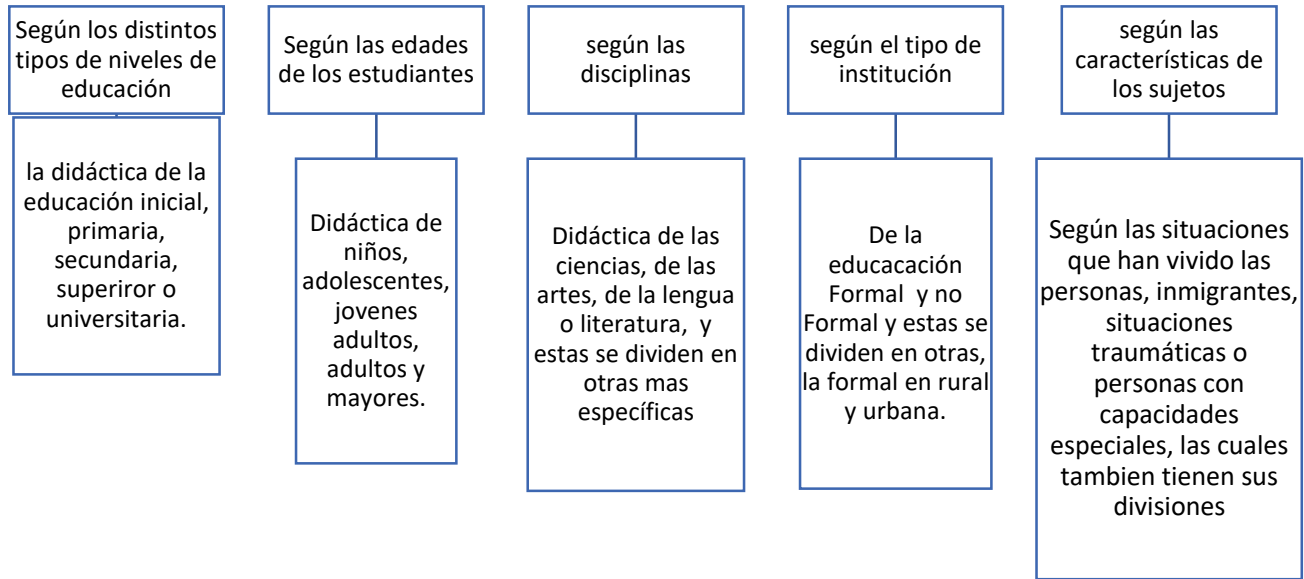 Según los distintos
tipos de niveles de
educación
la didáctica de la
educación inicial,
primaria,
secundaria,
superiror o
universitaria.
Según las edades
de los estudiantes
Didáctica de
niños,
adolescentes,
jovenes
adultos,
adultos y
mayores.
según las
disciplinas
Didáctica de las
ciencias, de las
artes, de la lengua
o literatura, y
estas se dividen en
otras mas
específicas
según el tipo de
institución
De la
educacación
Formal y no
Formal y estas se
dividen en otras,
la formal en rural
y urbana.
según las
características de
los sujetos
Según las situaciones
que han vivido las
personas, inmigrantes,
situaciones
traumáticas o
personas con
capacidades
especiales, las cuales
tambien tienen sus
divisiones